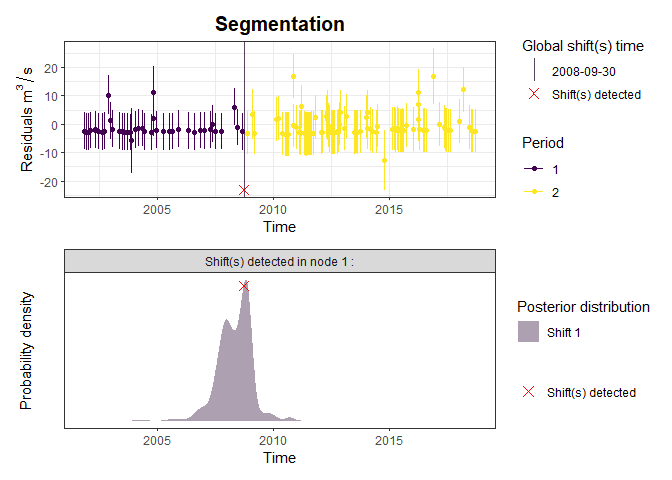 Segmentation
Residuals m³/s
20
10
0
-10
-20
2005
2010
2015
Time
Global shift(s) time
2008-09-30
Shift(s) detected
Period
1
2
Shift(s) detected in node 1 :
Probability density
2005
2010
2015
Time
Posterior distribution
Shift 1
Shift(s) detected